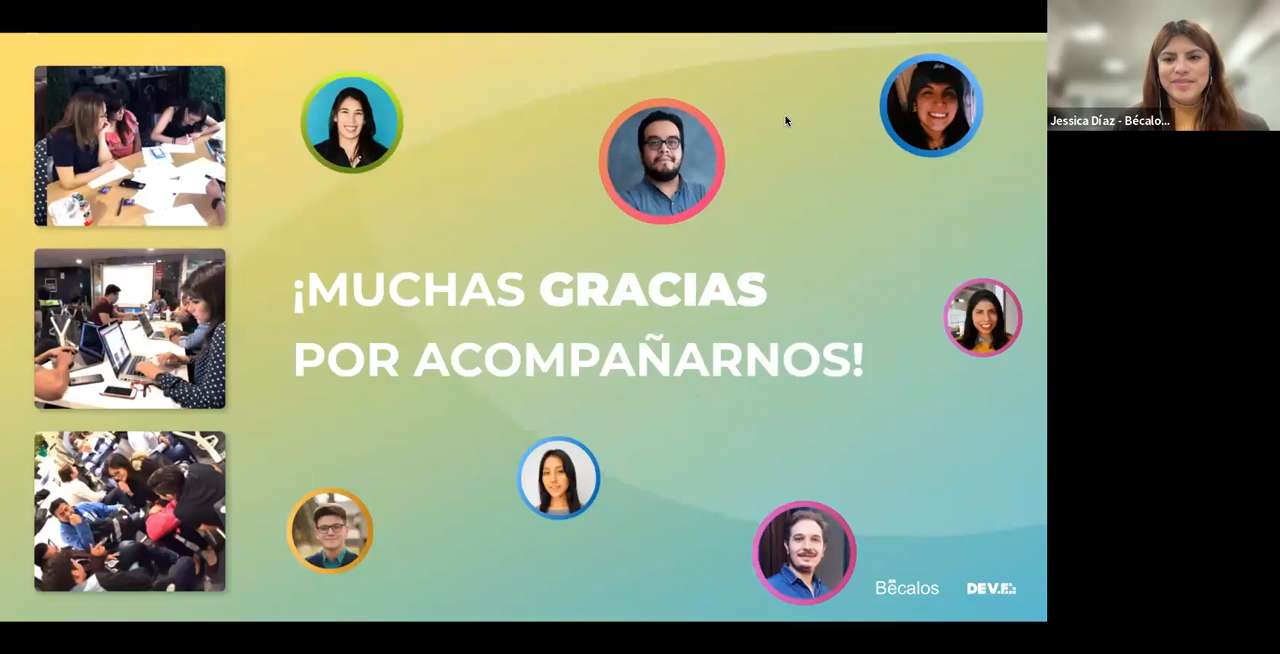 Jessica Díaz - Bécalo...
¡MUCHAS GRACIAS
POR ACOMPAÑARNOS!
Bécalos
DEV.F: